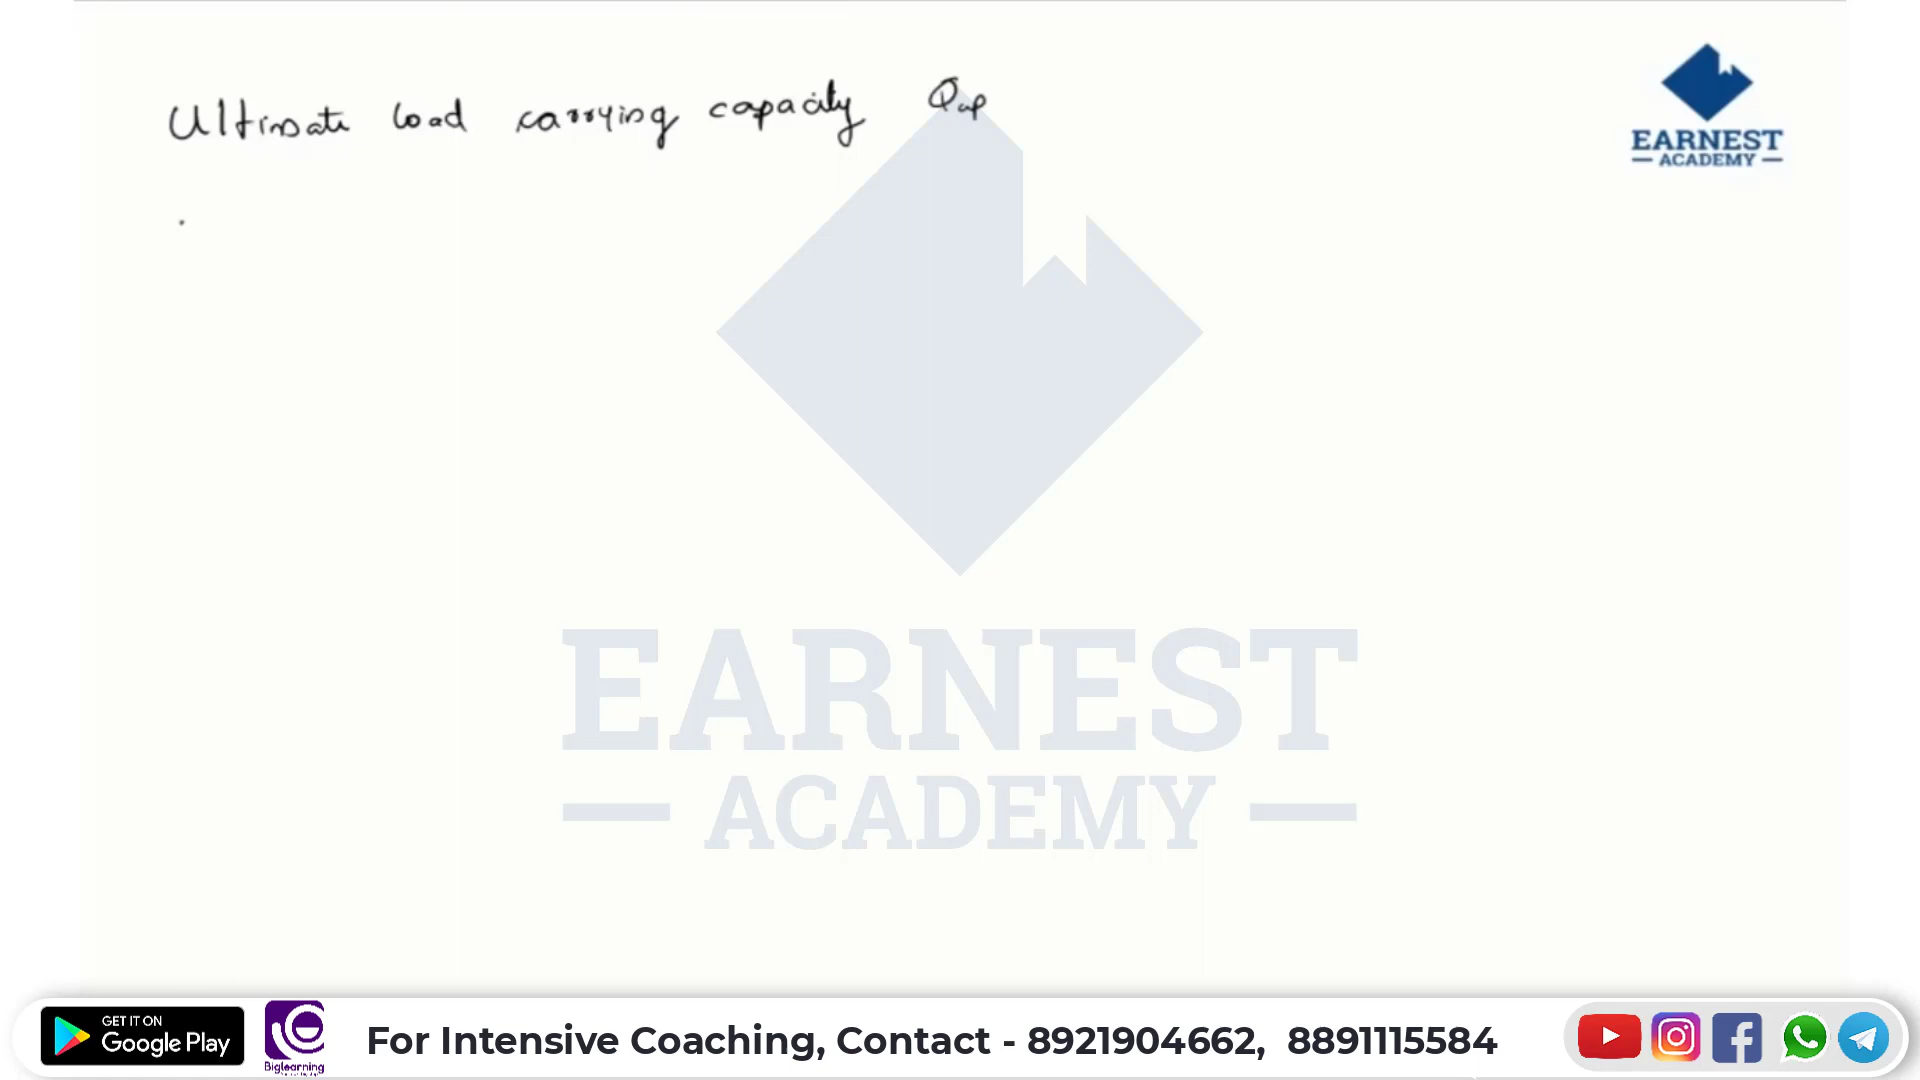 Ultimate load carrying capacity Qup
EARNEST
ACADEMY
EARNEST
ACADEMY
GET IT ON
Google Play
Biglearning
For Intensive Coaching, Contact - 8921904662, 8891115584